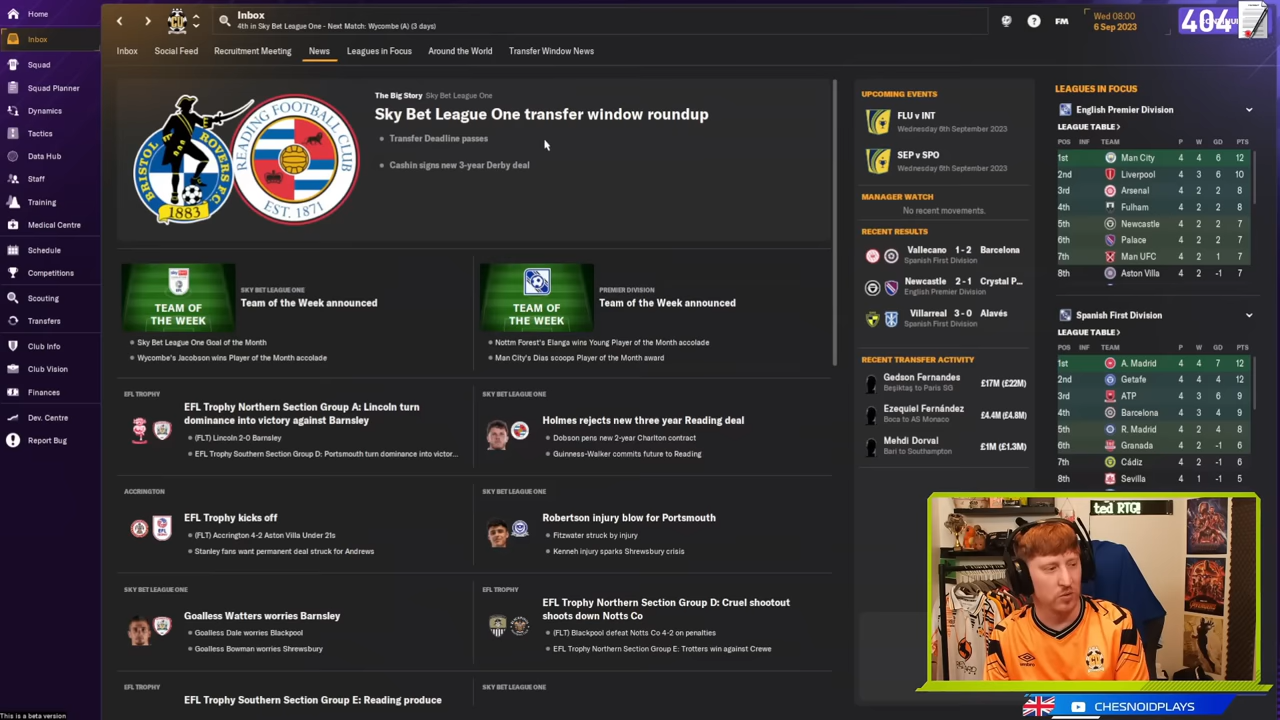 Home
Inbox
Squad
Squad Planner
Dynamics
Tactics
Data Hub
Staff
Training
Medical Centre
Schedule
Competitions
Scouting
Transfers
Club Info
Club Vision
Finances
Dev. Centre
Report Bug
This is a beta version
Inbox
4th in Sky Bet League One - Next Match: Wycombe (A) (3 days)
FM
Wed 08:00
6 Sep 2023
404
Inbox
Social Feed
Recruitment Meeting
News
Leagues in Focus
Around the World
Transfer Window News
BRISTOL ROVERS F.C.
1883
READING FOOTBALL CLUB
EST. 1871
The Big Story Sky Bet League One
Sky Bet League One transfer window roundup
Transfer Deadline passes
Cashin signs new 3-year Derby deal
TEAM OF THE WEEK
SKY BET LEAGUE ONE
Team of the Week announced
Sky Bet League One Goal of the Month
Wycombe's Jacobson wins Player of the Month accolade
TEAM OF THE WEEK
PREMIER DIVISION
Team of the Week announced
Nottm Forest's Elanga wins Young Player of the Month accolade
Man City's Dias scoops Player of the Month award
EFL TROPHY
EFL Trophy Northern Section Group A: Lincoln turn
dominance into victory against Barnsley
(FLT) Lincoln 2-0 Barnsley
EFL Trophy Southern Section Group D: Portsmouth turn dominance into victor...
SKY BET LEAGUE ONE
Holmes rejects new three year Reading deal
Dobson pens new 2-year Charlton contract
Guinness-Walker commits future to Reading
ACCRINGTON
EFL Trophy kicks off
(FLT) Accrington 4-2 Aston Villa Under 21s
Stanley fans want permanent deal struck for Andrews
SKY BET LEAGUE ONE
Robertson injury blow for Portsmouth
Fitzwater struck by injury
Kenneh injury sparks Shrewsbury crisis
SKY BET LEAGUE ONE
Goalless Watters worries Barnsley
Goalless Dale worries Blackpool
Goalless Bowman worries Shrewsbury
EFL TROPHY
EFL Trophy Northern Section Group D: Cruel shootout
shoots down Notts Co
(FLT) Blackpool defeat Notts Co 4-2 on penalties
EFL Trophy Northern Section Group E: Trotters win against Crewe
EFL TROPHY
EFL Trophy Southern Section Group E: Reading produce
SKY BET LEAGUE ONE
UPCOMING EVENTS
FLU v INT
Wednesday 6th September 2023
SEP v SPO
Wednesday 6th September 2023
MANAGER WATCH
No recent movements.
RECENT RESULTS
Vallecano 1 - 2 Barcelona
Spanish First Division
Newcastle 2 - 1 Crystal P...
English Premier Division
Villarreal 3 - 0 Alavés
Spanish First Division
RECENT TRANSFER ACTIVITY
Gedson Fernandes £17M (£22M)
Beşiktaş to Paris SG
Ezequiel Fernández £4.4M (£4.8M)
Boca to AS Monaco
Mehdi Dorval £1M (£1.3M)
Bari to Southampton
LEAGUES IN FOCUS
English Premier Division
LEAGUE TABLE
POS INF TEAM P W GD PTS
1st Man City 4 4 6 12
2nd Liverpool 4 3 6 10
3rd Arsenal 4 2 2 8
4th Fulham 4 2 2 8
5th Newcastle 4 2 2 7
6th Palace 4 2 2 7
7th Man UFC 4 2 1 7
8th Aston Villa 4 2 -1 7
Spanish First Division
LEAGUE TABLE
POS INF TEAM P W GD PTS
1st A. Madrid 4 4 7 12
2nd Getafe 4 4 4 12
3rd ATP 4 3 6 9
4th Barcelona 4 3 4 9
5th R. Madrid 4 2 4 8
6th Granada 4 2 -2 6
7th Cádiz 4 2 -1 6
8th Sevilla 4 1 -1 5
ted RTG!
umbro
CHESNOIDPLAYS